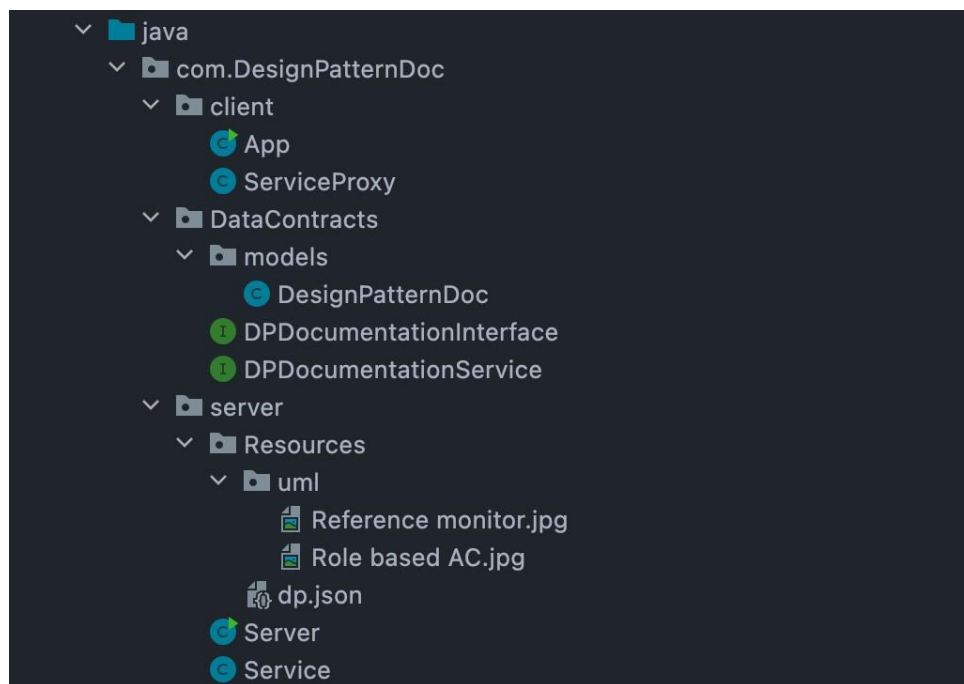 java
com.DesignPatternDoc
client
App
ServiceProxy
DataContracts
models
DesignPatternDoc
DPDocumentationInterface
DPDocumentationService
server
Resources
uml
Reference monitor.jpg
Role based AC.jpg
dp.json
Server
Service